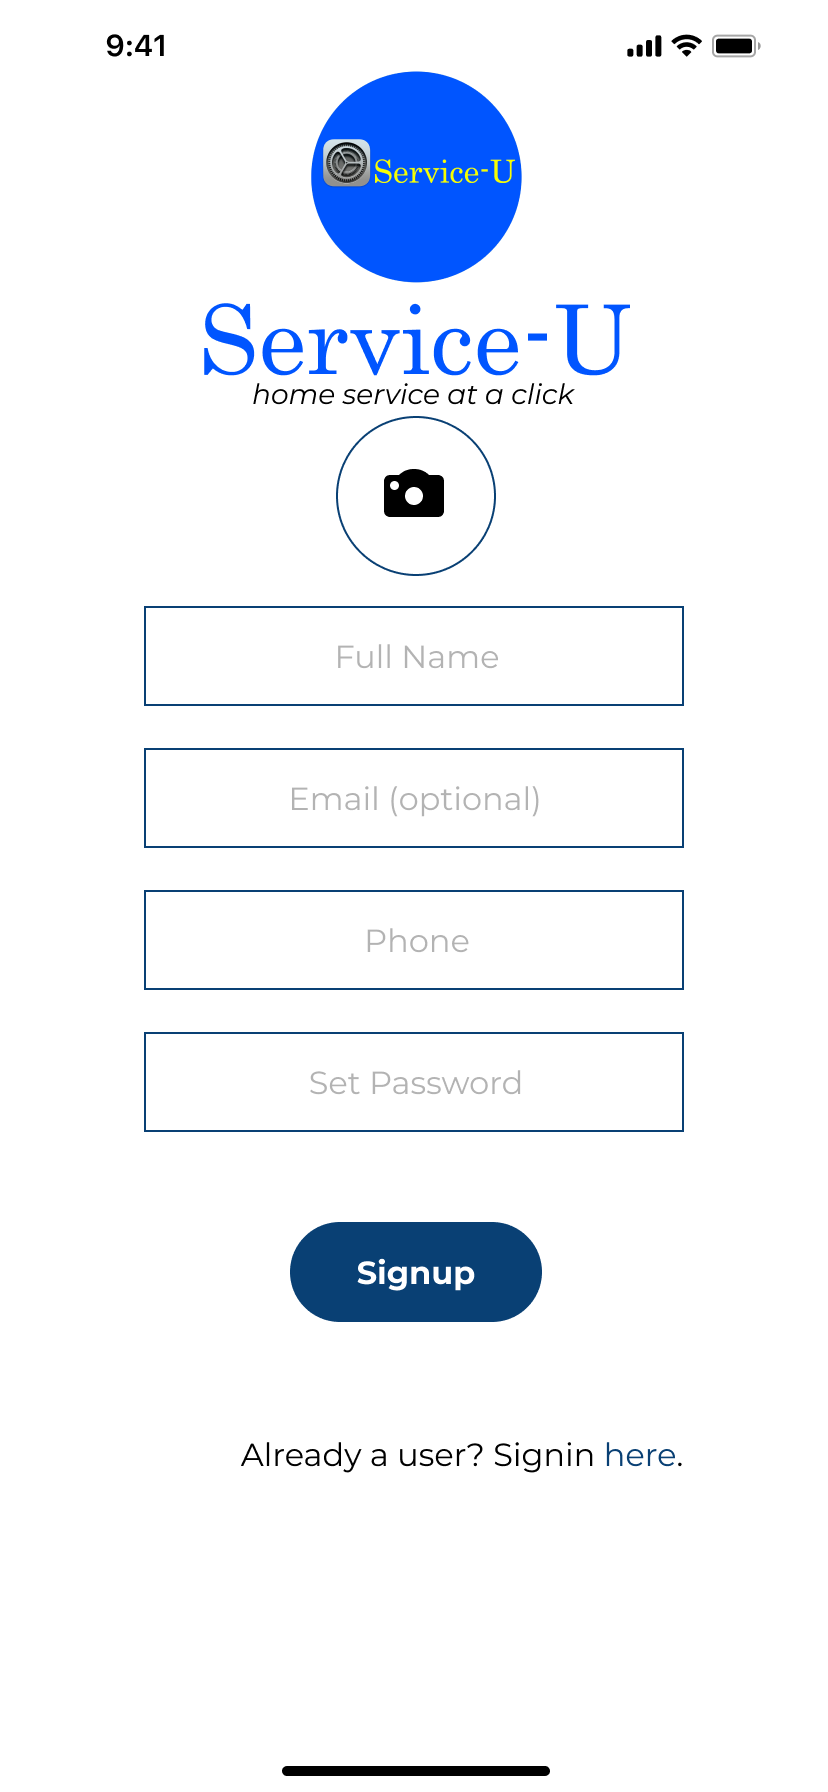 9:41
Service-U
Service-U
home service at a click
Full Name
Email (optional)
Phone
Set Password
Signup
Already a user? Signin here.